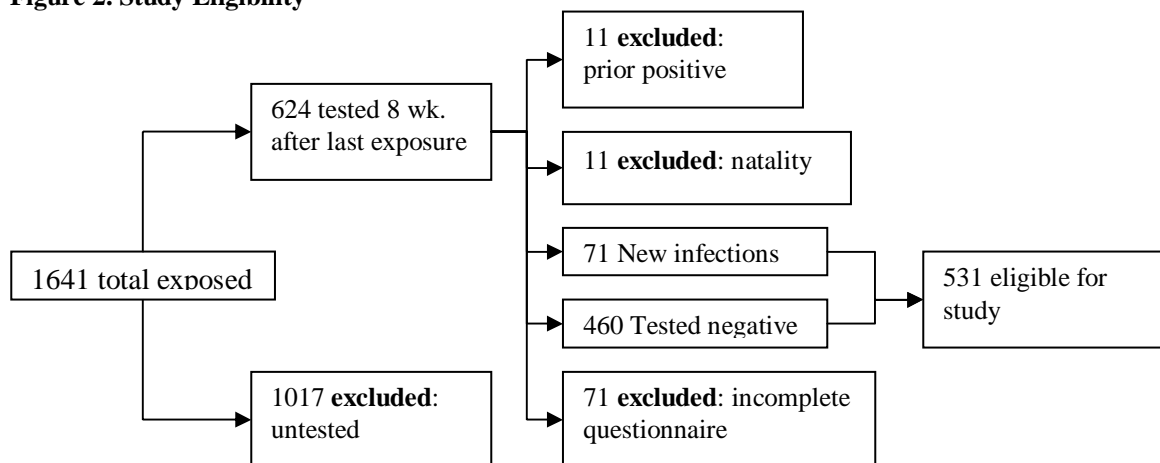 Figure 2. Study Eligibility
1641 total exposed
624 tested 8 wk.
after last exposure
1017 excluded:
untested
11 excluded:
prior positive
11 excluded: natality
71 New infections
460 Tested negative
71 excluded: incomplete
questionnaire
531 eligible for
study